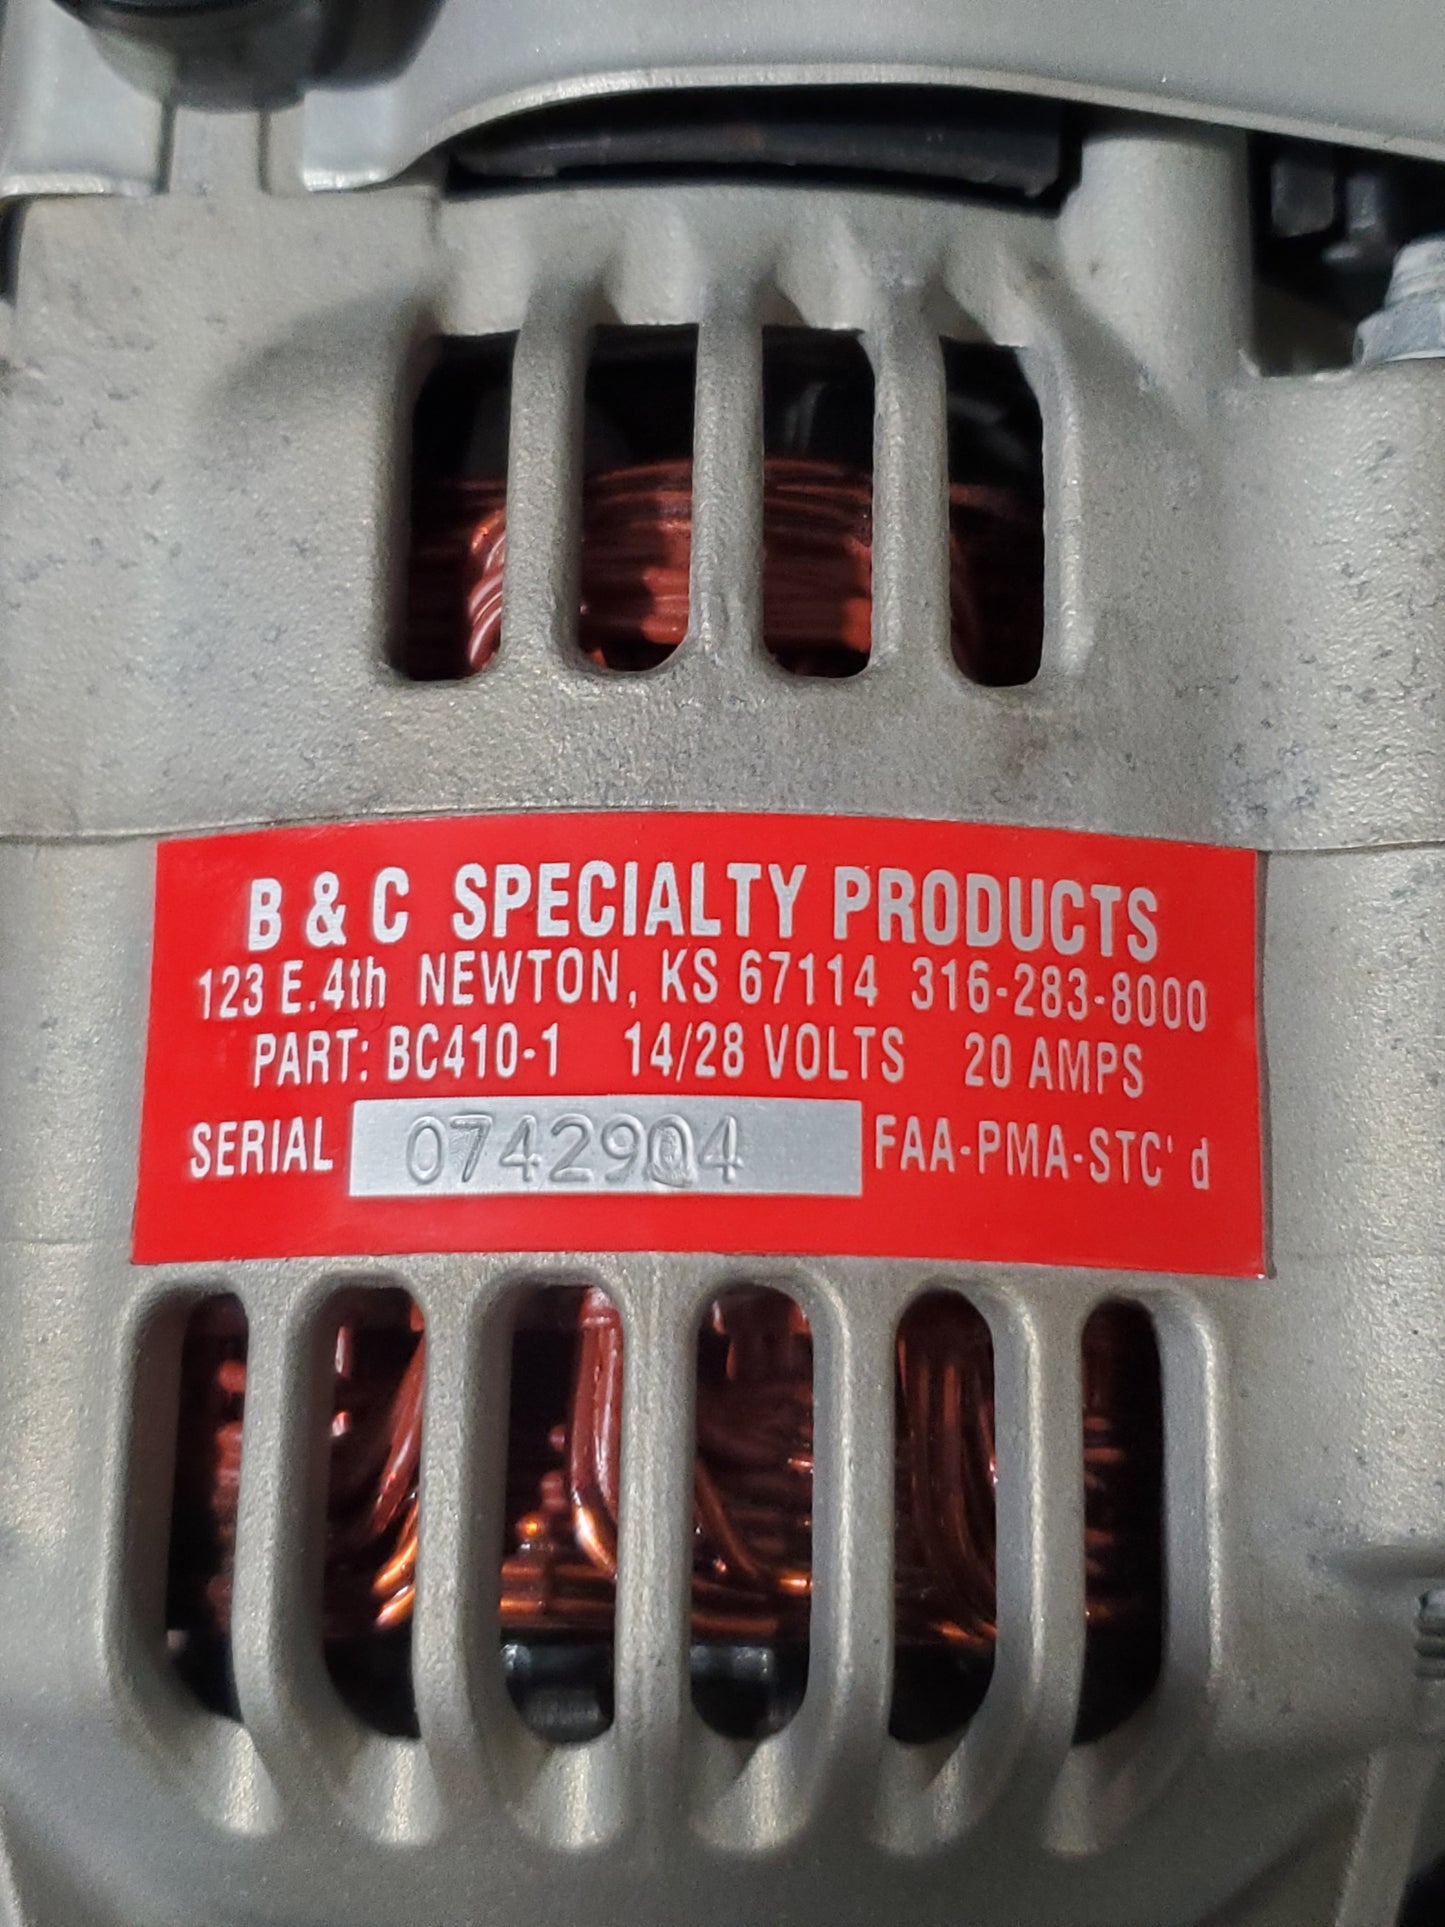 B & C SPECIALTY PRODUCTS
123 E.4th NEWTON, KS 67114 316-283-8000
PART: BC410-1 14/28 VOLTS 20 AMPS
SERIAL 0742904 FAA-PMA-STC' d